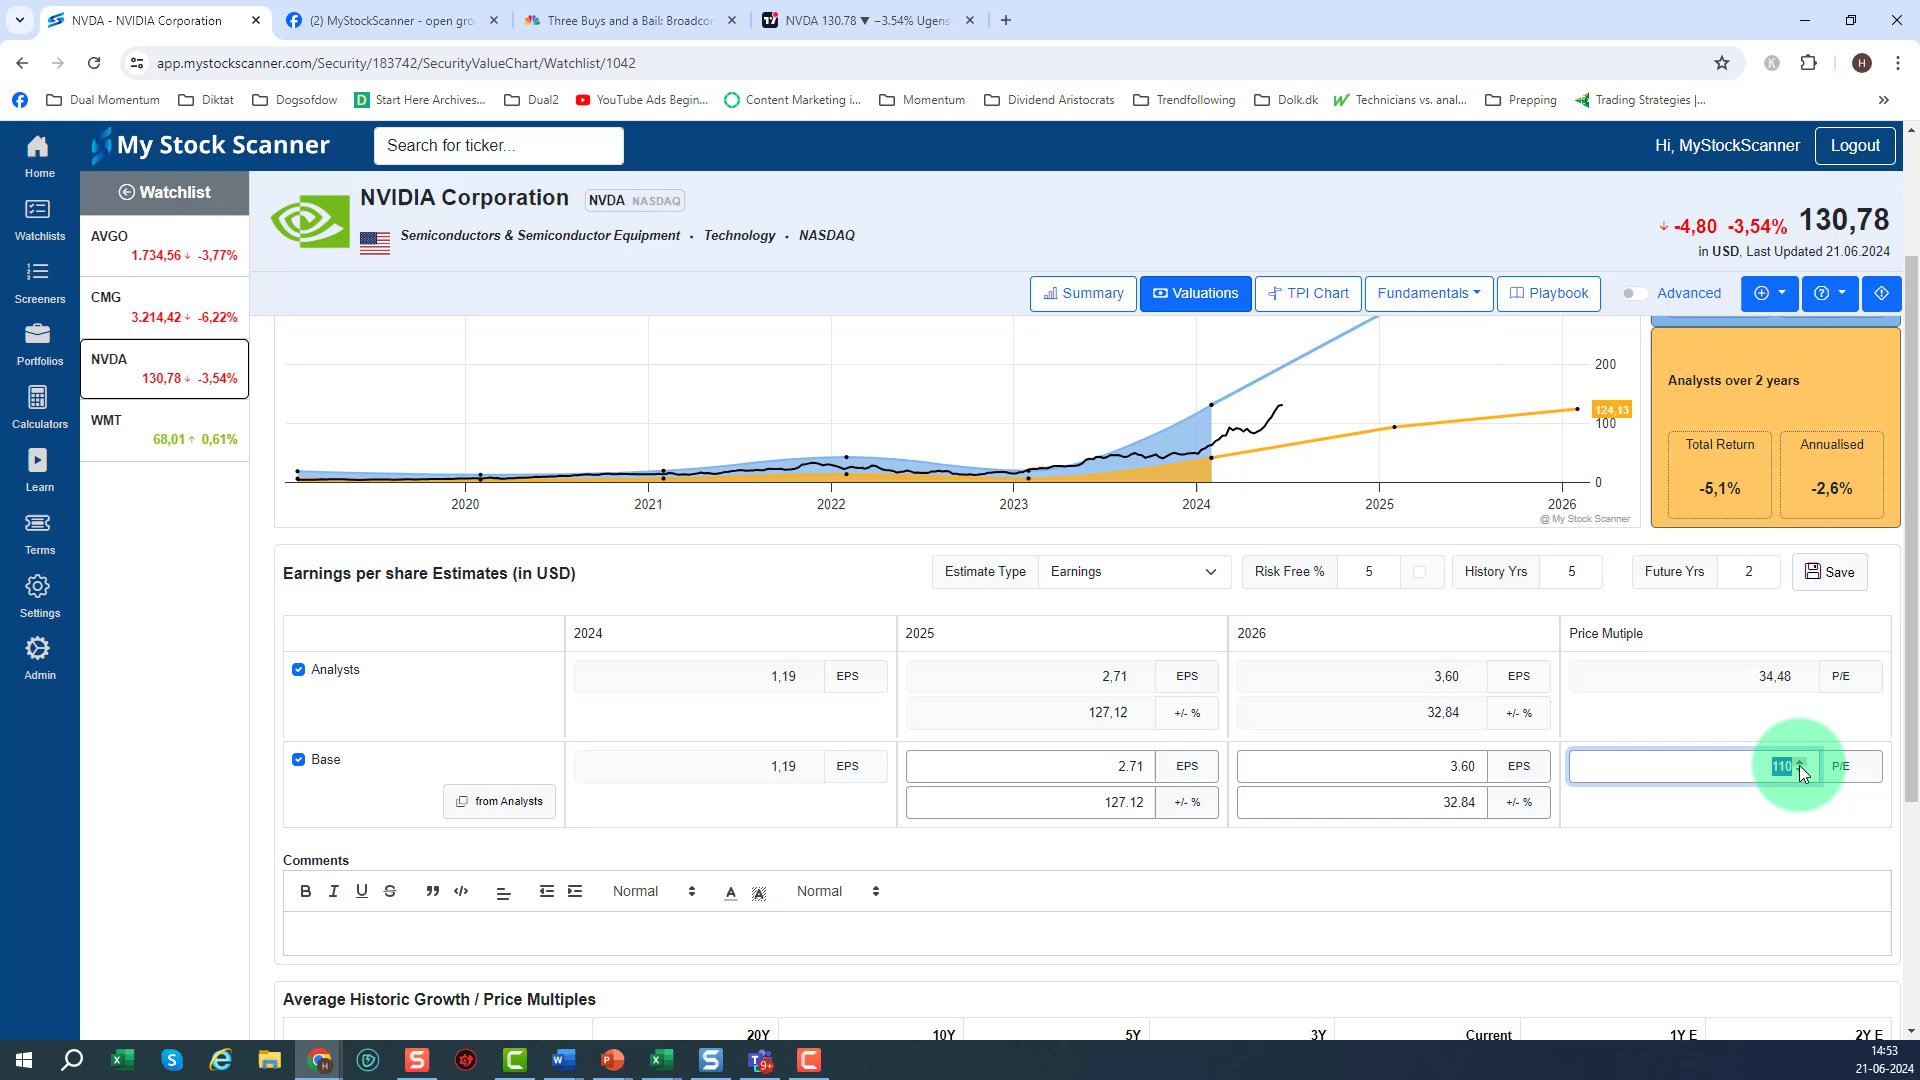 NVDA - NVIDIA Corporation
(2) MyStockScanner - open gro
Three Buys and a Bail: Broadcor
NVDA 130.78 ▼ −3.54% Ugens
app.mystockscanner.com/Security/183742/SecurityValueChart/Watchlist/1042
K
H
Dual Momentum
Diktat
Dogsofdow
Start Here Archives...
Dual2
YouTube Ads Begin...
Content Marketing i...
Momentum
Dividend Aristocrats
Trendfollowing
Dolk.dk
Technicians vs. anal...
Prepping
Trading Strategies |...
»
Home
Watchlists
Screeners
Portfolios
Calculators
Learn
Terms
Settings
Admin
My Stock Scanner
Search for ticker...
Hi, MyStockScanner
Logout
Watchlist
AVGO
1.734,56 ↓ -3,77%
CMG
3.214,42 ↓ -6,22%
NVDA
130,78 ↓ -3,54%
WMT
68,01 ↑ 0,61%
NVIDIA Corporation
NVDA NASDAQ
Semiconductors & Semiconductor Equipment • Technology • NASDAQ
↓ -4,80 -3,54% 130,78
in USD, Last Updated 21.06.2024
Summary
Valuations
TPI Chart
Fundamentals
Playbook
Advanced
200
124,13
100
0
2020
2021
2022
2023
2024
2025
2026
@ My Stock Scanner
Analysts over 2 years
Total Return
Annualised
-5,1%
-2,6%
Earnings per share Estimates (in USD)
Estimate Type
Earnings
Risk Free %
5
History Yrs
5
Future Yrs
2
Save
2024
2025
2026
Price Mutiple
Analysts
1,19 EPS
2,71 EPS
3,60 EPS
34,48 P/E
127,12 +/- %
32,84 +/- %
Base
1,19 EPS
2.71 EPS
3.60 EPS
110 P/E
from Analysts
127.12 +/- %
32.84 +/- %
Comments
B I U S
Normal
A
A
Normal
Average Historic Growth / Price Multiples
20Y
10Y
5Y
3Y
Current
1Y E
2Y E
14:53
21-06-2024